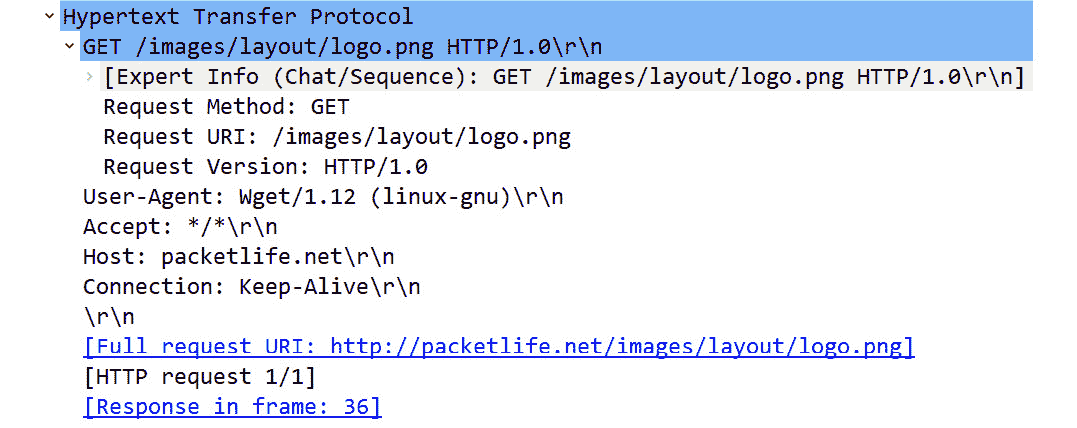 Hypertext Transfer Protocol
GET /images/layout/logo.png HTTP/1.0\r\n
[Expert Info (Chat/Sequence): GET /images/layout/logo.png HTTP/1.0\r\n]
Request Method: GET
Request URI: /images/layout/logo.png
Request Version: HTTP/1.0
User-Agent: Wget/1.12 (linux-gnu)\r\n
Accept: */*\r\n
Host: packetlife.net\r\n
Connection: Keep-Alive\r\n
\r\n
[Full request URI: http://packetlife.net/images/layout/logo.png]
[HTTP request 1/1]
[Response in frame: 36]